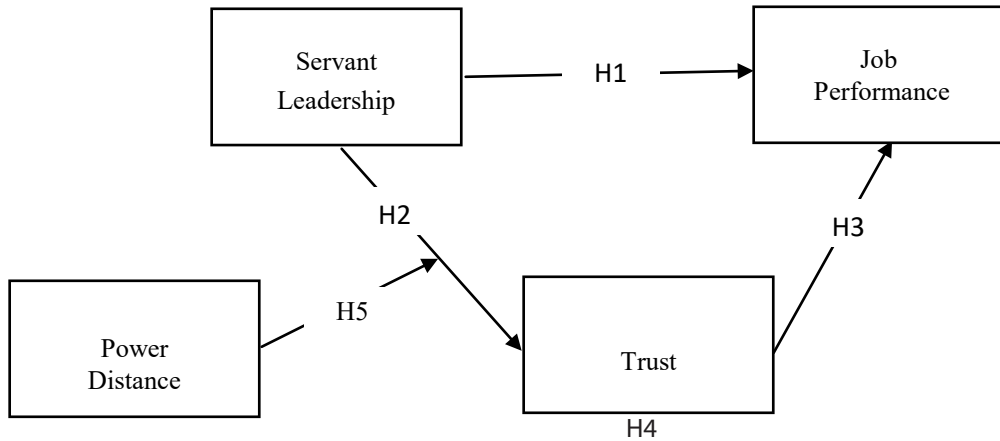 Servant
Leadership
H1
Job
Performance
H2
H3
H5
Power
Distance
Trust
H4